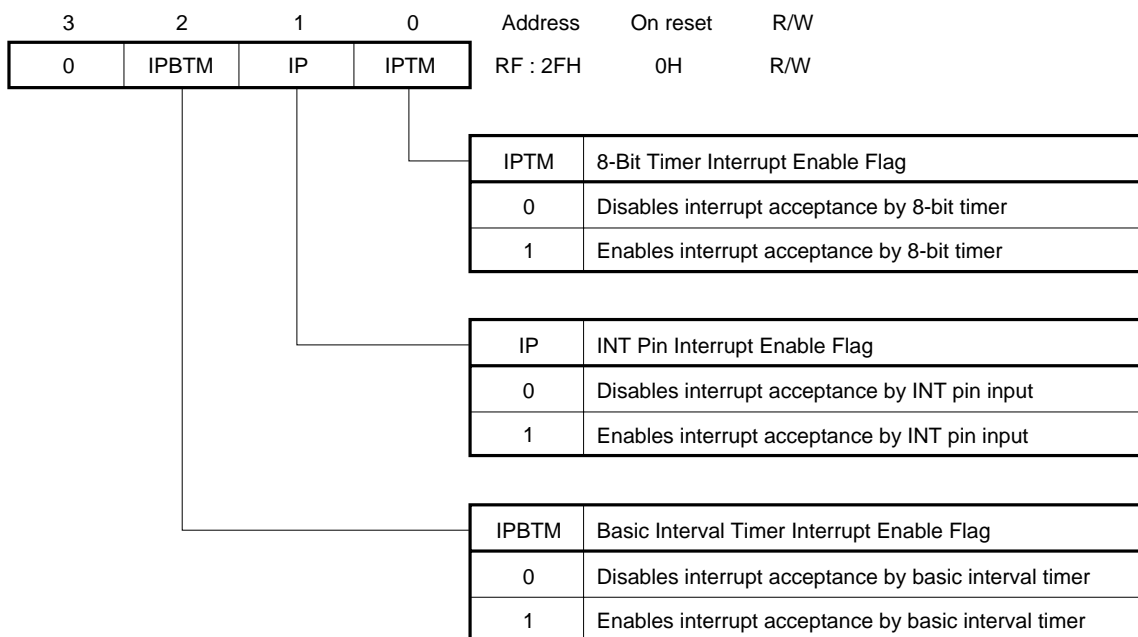 3 2 1 0 Address On reset R/W
0 IPBTM IP IPTM RF : 2FH 0H R/W
IPTM 8-Bit Timer Interrupt Enable Flag
0 Disables interrupt acceptance by 8-bit timer
1 Enables interrupt acceptance by 8-bit timer
IP INT Pin Interrupt Enable Flag
0 Disables interrupt acceptance by INT pin input
1 Enables interrupt acceptance by INT pin input
IPBTM Basic Interval Timer Interrupt Enable Flag
0 Disables interrupt acceptance by basic interval timer
1 Enables interrupt acceptance by basic interval timer